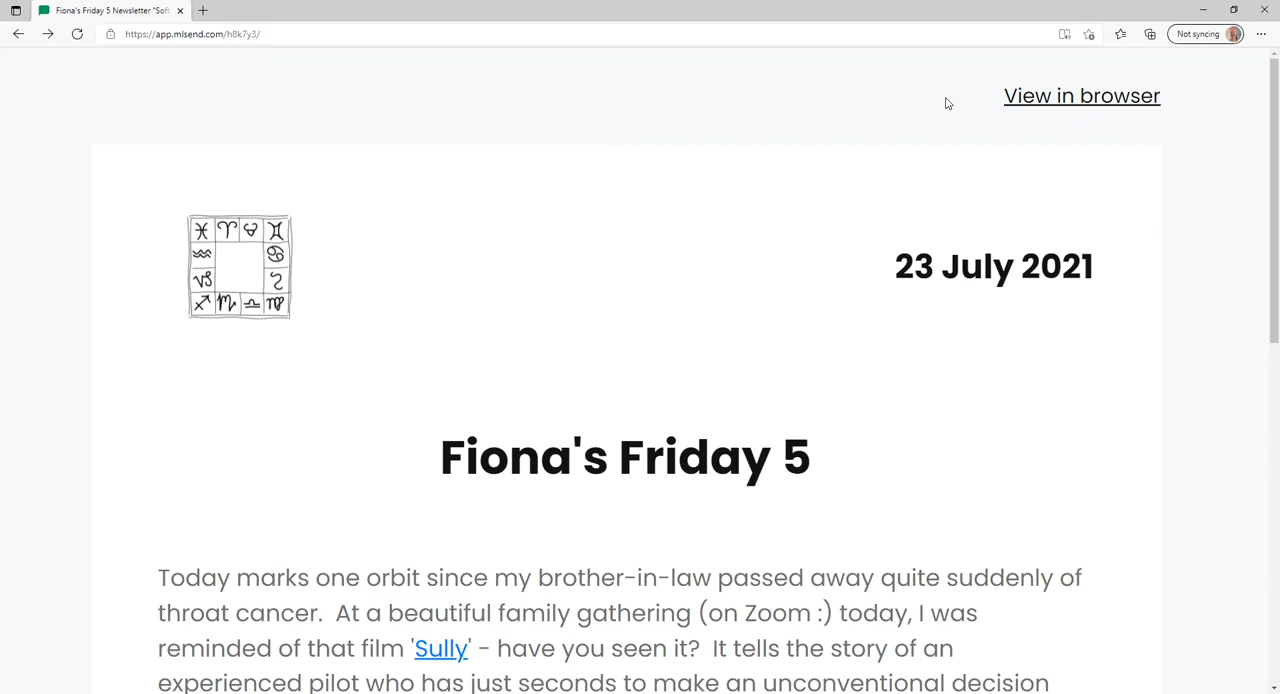 Fiona's Friday 5 Newsletter "Soft
Not syncing
https://app.mlsend.com/h8k7y3/
View in browser
♓ ♈ ♉ ♊
♒ ♋
♑ ♌
♐ ♏ ♎ ♍
23 July 2021
Fiona's Friday 5
Today marks one orbit since my brother-in-law passed away quite suddenly of
throat cancer.  At a beautiful family gathering (on Zoom :) today, I was
reminded of that film 'Sully' - have you seen it?  It tells the story of an
experienced pilot who has just seconds to make an unconventional decision